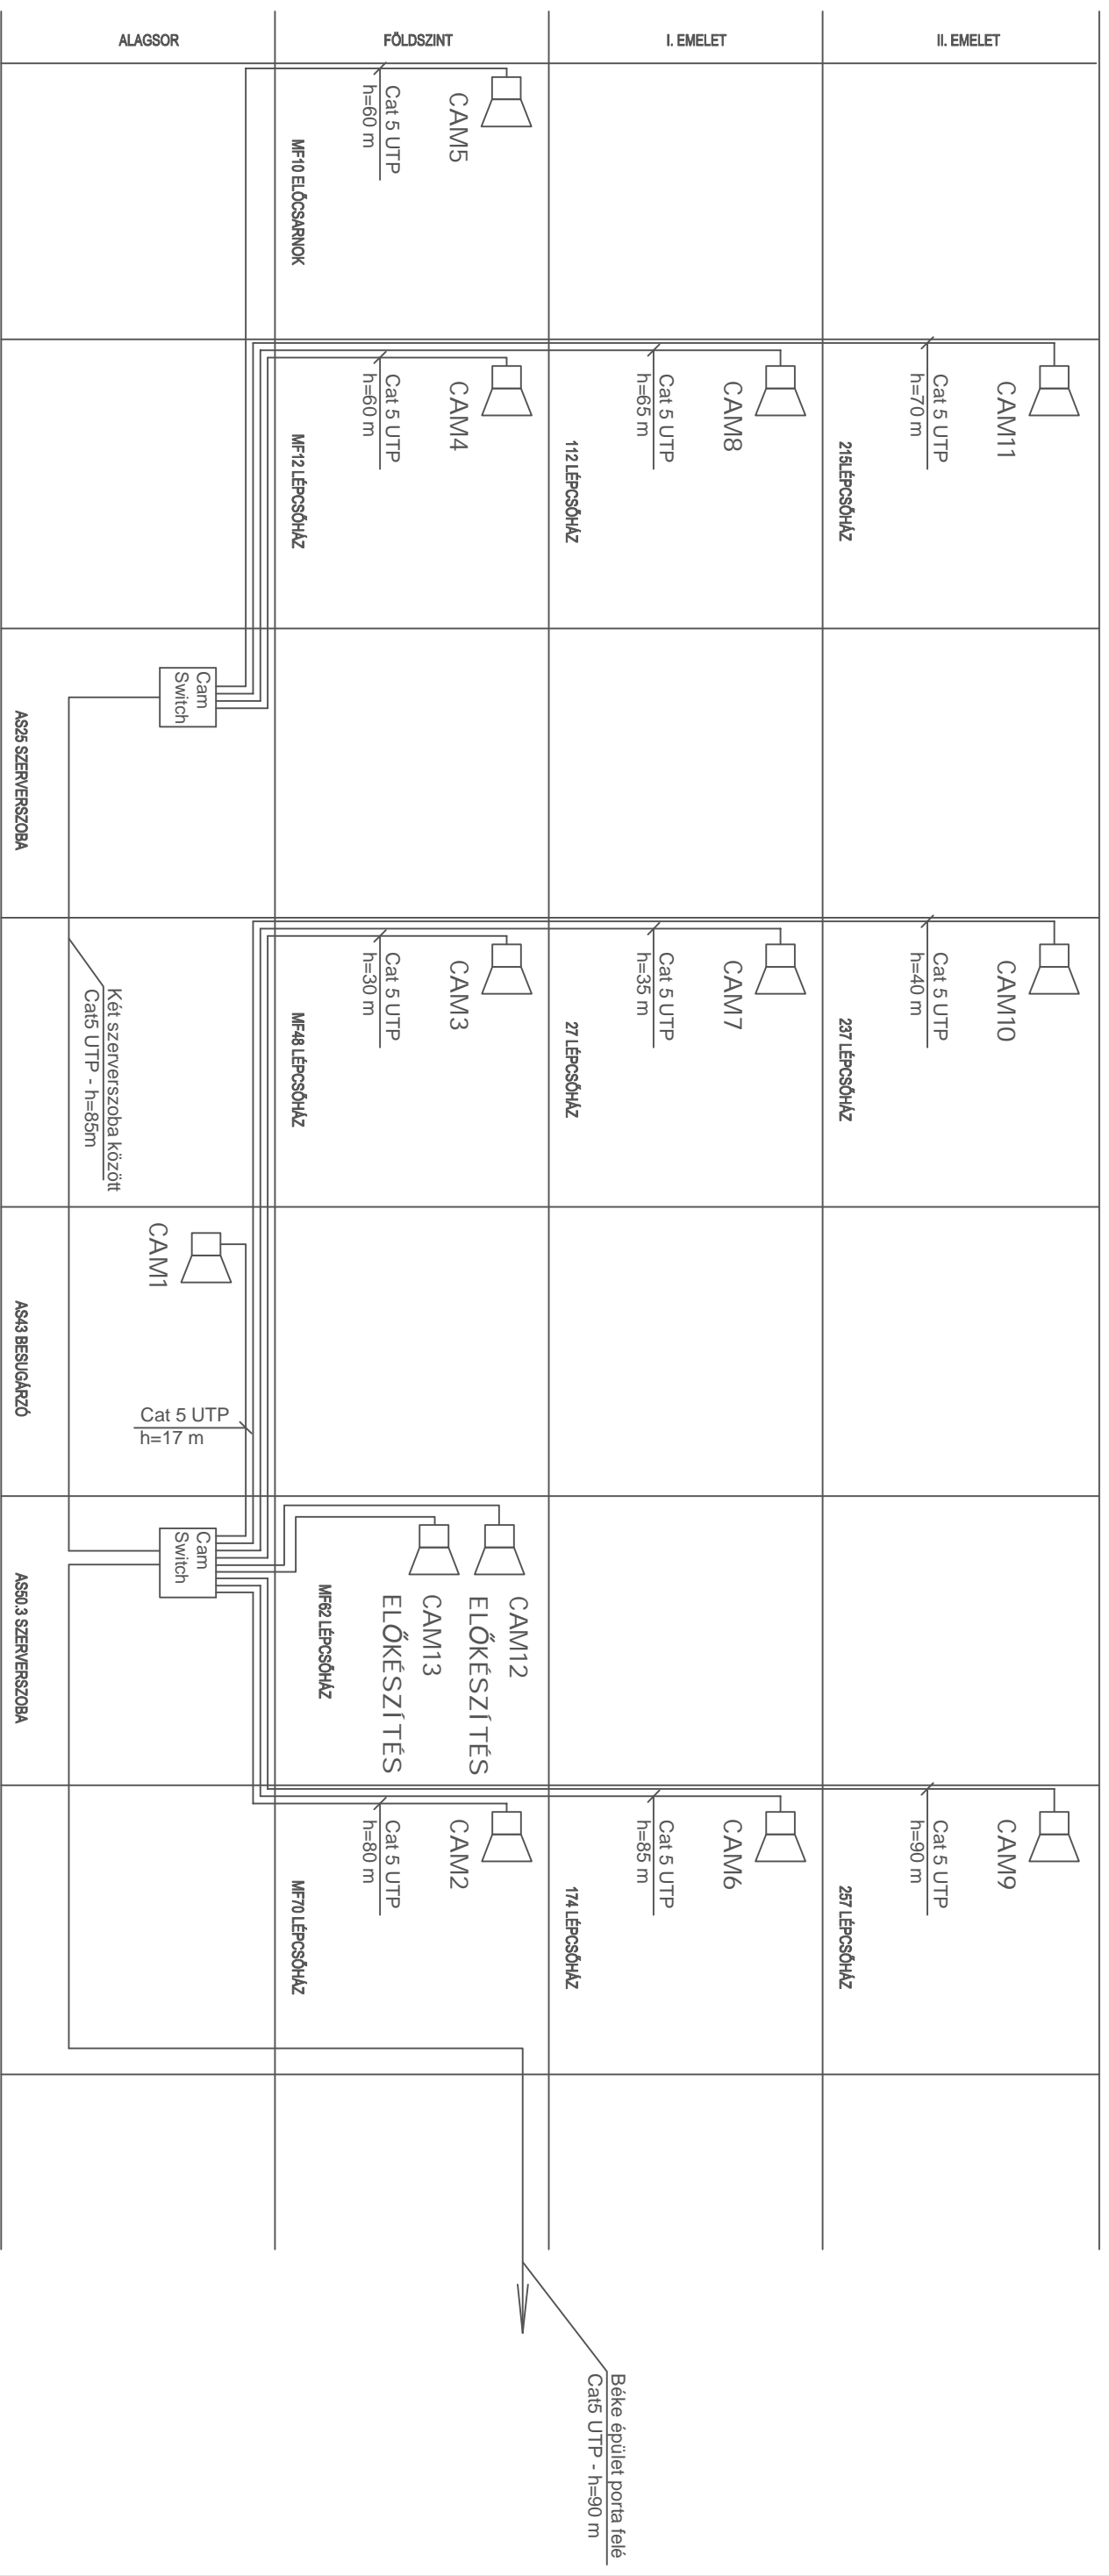 II. EMELET
CAM11
Cat 5 UTP
h=70 m
215LÉPCSŐHÁZ
CAM10
Cat 5 UTP
h=40 m
237 LÉPCSŐHÁZ
CAM9
Cat 5 UTP
h=90 m
257 LÉPCSŐHÁZ
I. EMELET
CAM8
Cat 5 UTP
h=65 m
112 LÉPCSŐHÁZ
CAM7
Cat 5 UTP
h=35 m
27 LÉPCSŐHÁZ
CAM6
Cat 5 UTP
h=85 m
174 LÉPCSŐHÁZ
FÖLDSZINT
CAM5
Cat 5 UTP
h=60 m
MF10 ELŐCSARNOK
CAM4
Cat 5 UTP
h=60 m
MF12 LÉPCSŐHÁZ
CAM3
Cat 5 UTP
h=30 m
MF48 LÉPCSŐHÁZ
CAM12
ELŐKÉSZÍTÉS
CAM13
ELŐKÉSZÍTÉS
MF62 LÉPCSŐHÁZ
CAM2
Cat 5 UTP
h=80 m
MF70 LÉPCSŐHÁZ
Béke épület porta felé
Cat5 UTP - h=90 m
ALAGSOR
Cam
Switch
AS25 SZERVERSZOBA
Két szerverszoba között
Cat5 UTP - h=85m
CAM1
Cat 5 UTP
h=17 m
AS43 BESUGÁRZÓ
Cam
Switch
AS50.3 SZERVERSZOBA